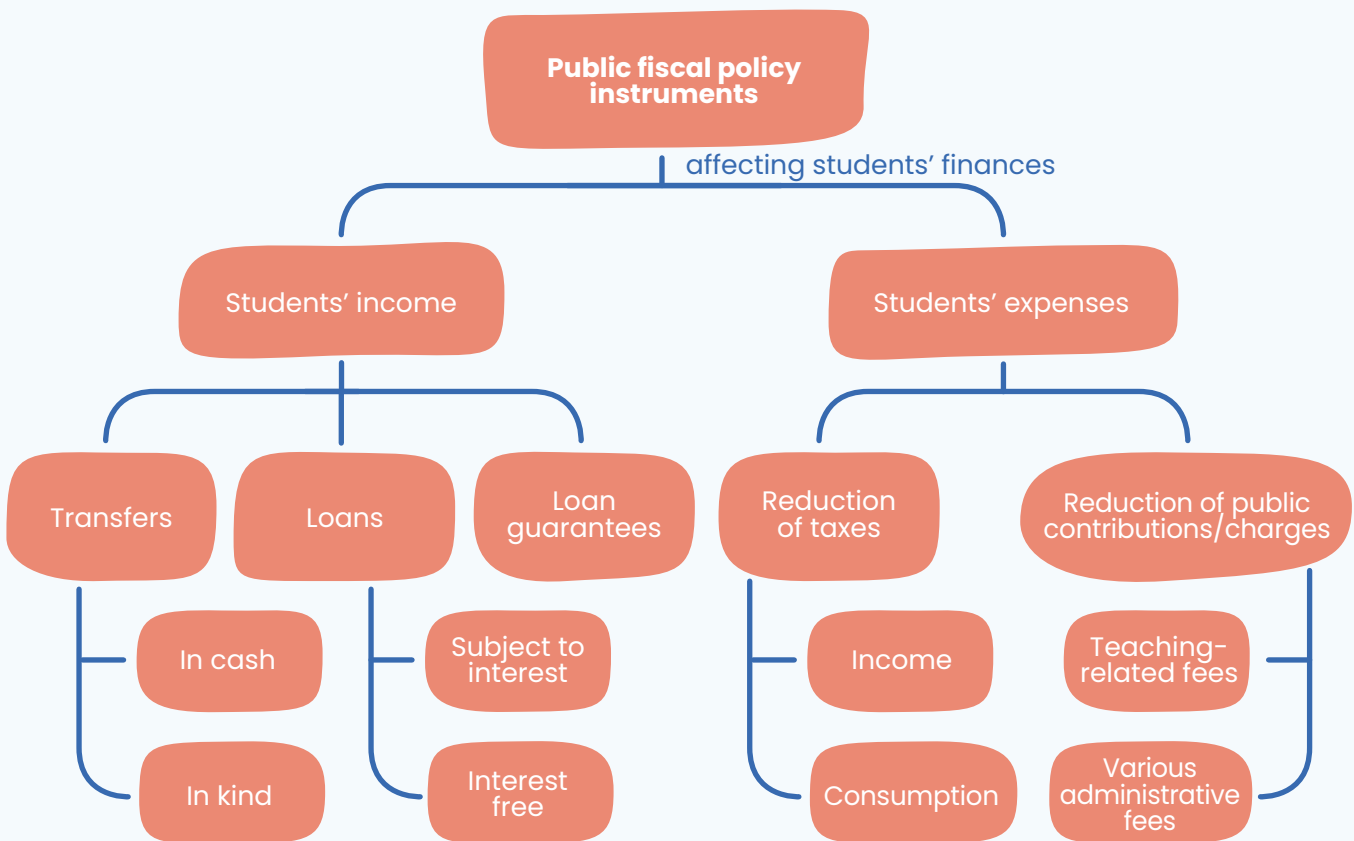 Public fiscal policy
instruments
affecting students’ finances
Students’ income
Students’ expenses
Transfers
Loans
Loan
guarantees
Reduction
of taxes
Reduction of public
contributions/charges
In cash
Subject to
interest
Income
Teaching-
related fees
In kind
Interest
free
Consumption
Various
administrative
fees